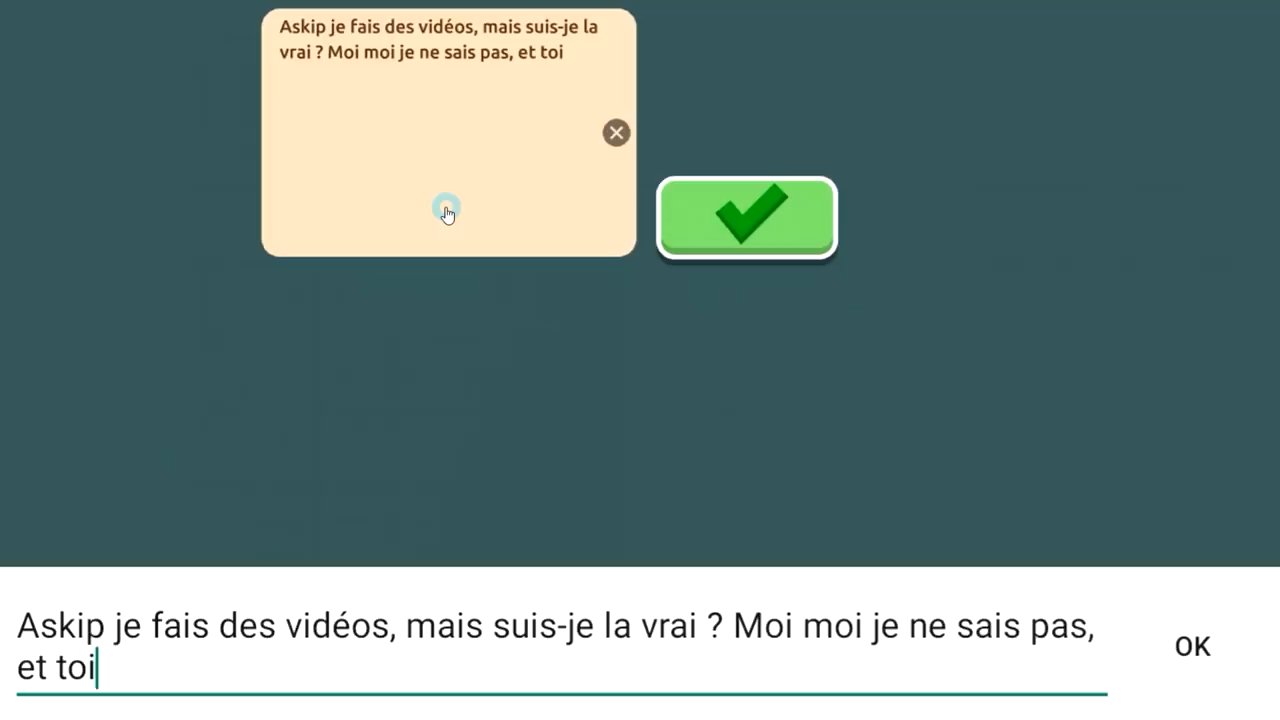 Askip je fais des vidéos, mais suis-je la
vrai ? Moi moi je ne sais pas, et toi
Askip je fais des vidéos, mais suis-je la vrai ? Moi moi je ne sais pas,
et toi
OK